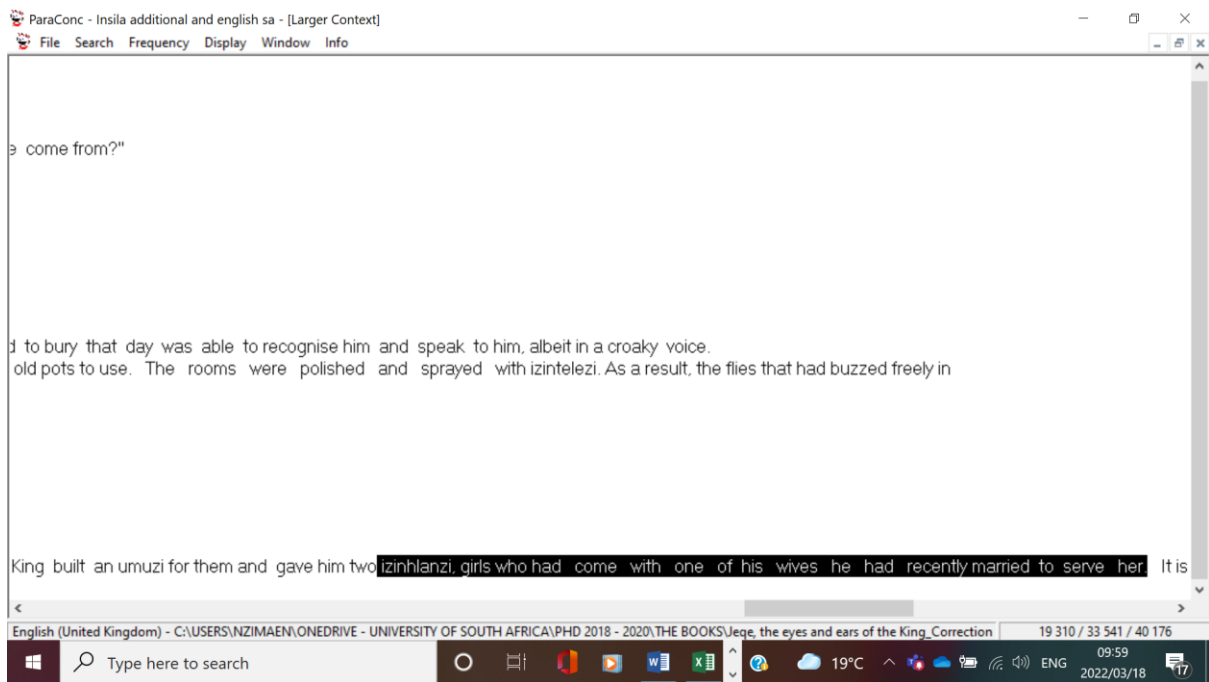 ParaConc - Insila additional and english sa - [Larger Context]
File Search Frequency Display Window Info
e come from?"
d to bury that day was able to recognise him and speak to him, albeit in a croaky voice.
old pots to use. The rooms were polished and sprayed with izintelezi. As a result, the flies that had buzzed freely in
King built an umuzi for them and gave him two izinhlanzi, girls who had come with one of his wives he had recently married to serve her. It is
English (United Kingdom) - C:\USERS\NZIMAEN\ONEDRIVE - UNIVERSITY OF SOUTH AFRICA\PHD 2018 - 2020\THE BOOKS\Jeqe, the eyes and ears of the King_Correction 19 310 / 33 541 / 40 176
Type here to search 19°C ENG 09:59
2022/03/18 17